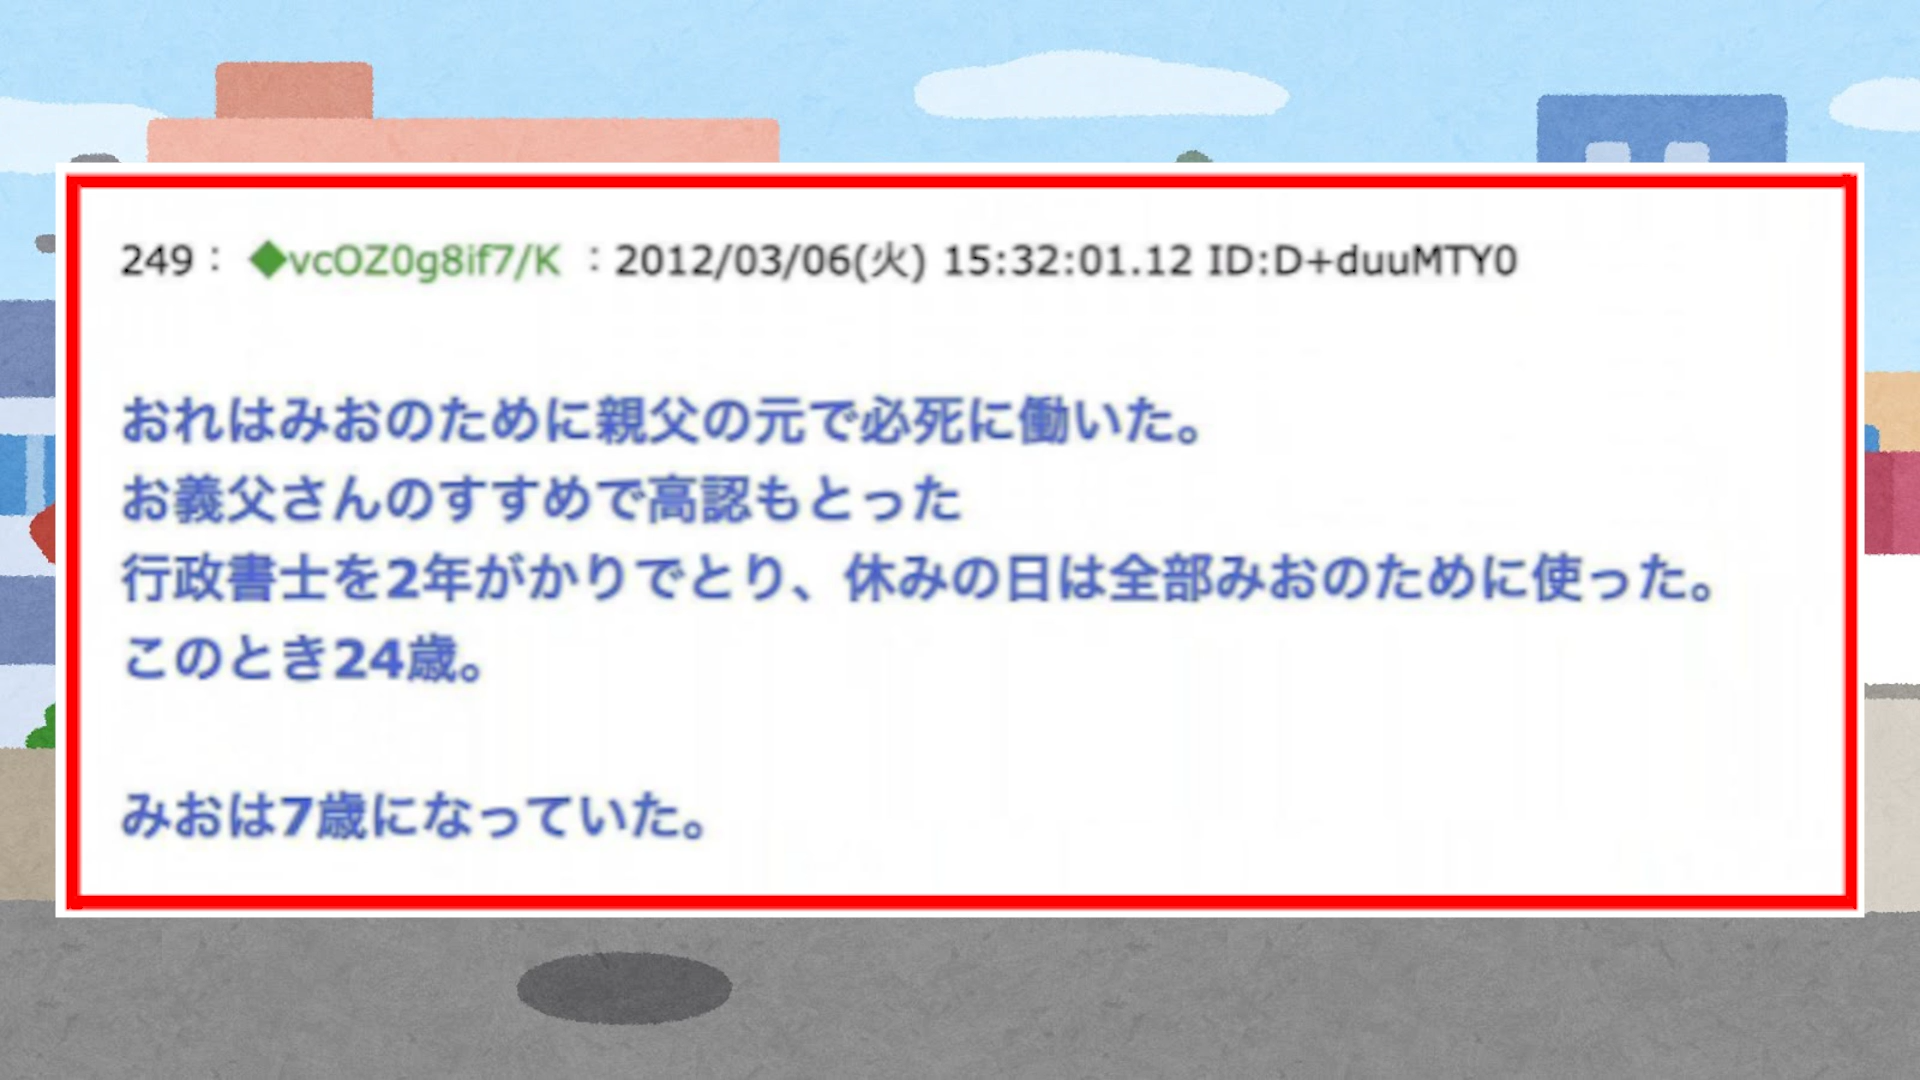 249： ◆vcOZ0g8if7/K ：2012/03/06(火) 15:32:01.12 ID:D+duuMTY0
おれはみおのために親父の元で必死に働いた。
お義父さんのすすめで高認もとった
行政書士を2年がかりでとり、休みの日は全部みおのために使った。
このとき24歳。
みおは7歳になっていた。